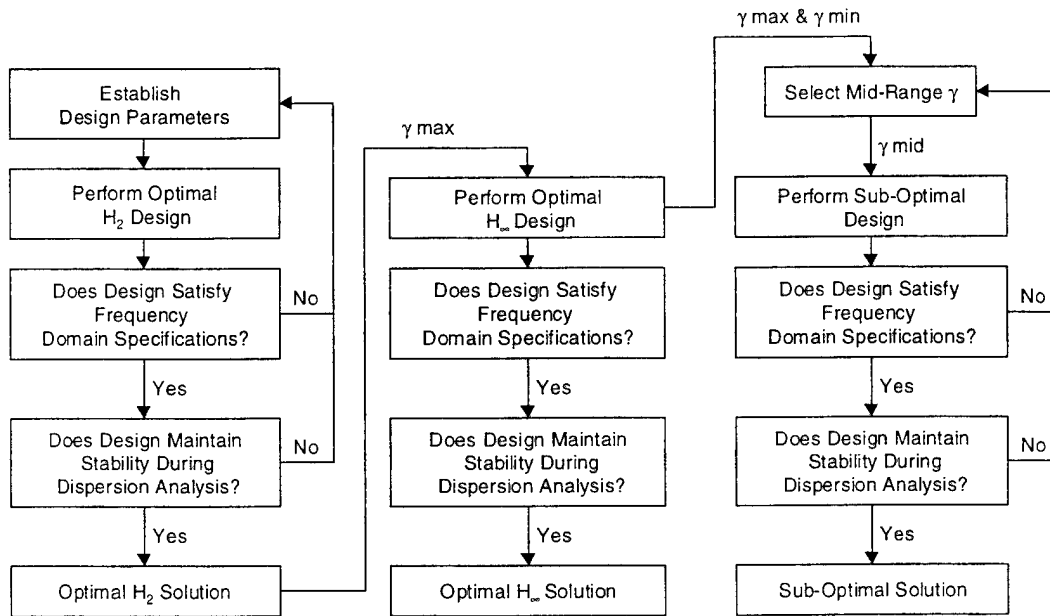 Establish
Design Parameters
Perform Optimal
H₂ Design
Does Design Satisfy
Frequency
Domain Specifications?
No
Yes
Does Design Maintain
Stability During
Dispersion Analysis?
No
Yes
Optimal H₂ Solution
γ max
Perform Optimal
H∞ Design
Does Design Satisfy
Frequency
Domain Specifications?
Yes
Does Design Maintain
Stability During
Dispersion Analysis?
Yes
Optimal H∞ Solution
γ max & γ min
Select Mid-Range γ
γ mid
Perform Sub-Optimal
Design
Does Design Satisfy
Frequency
Domain Specifications?
No
Yes
Does Design Maintain
Stability During
Dispersion Analysis?
No
Yes
Sub-Optimal Solution